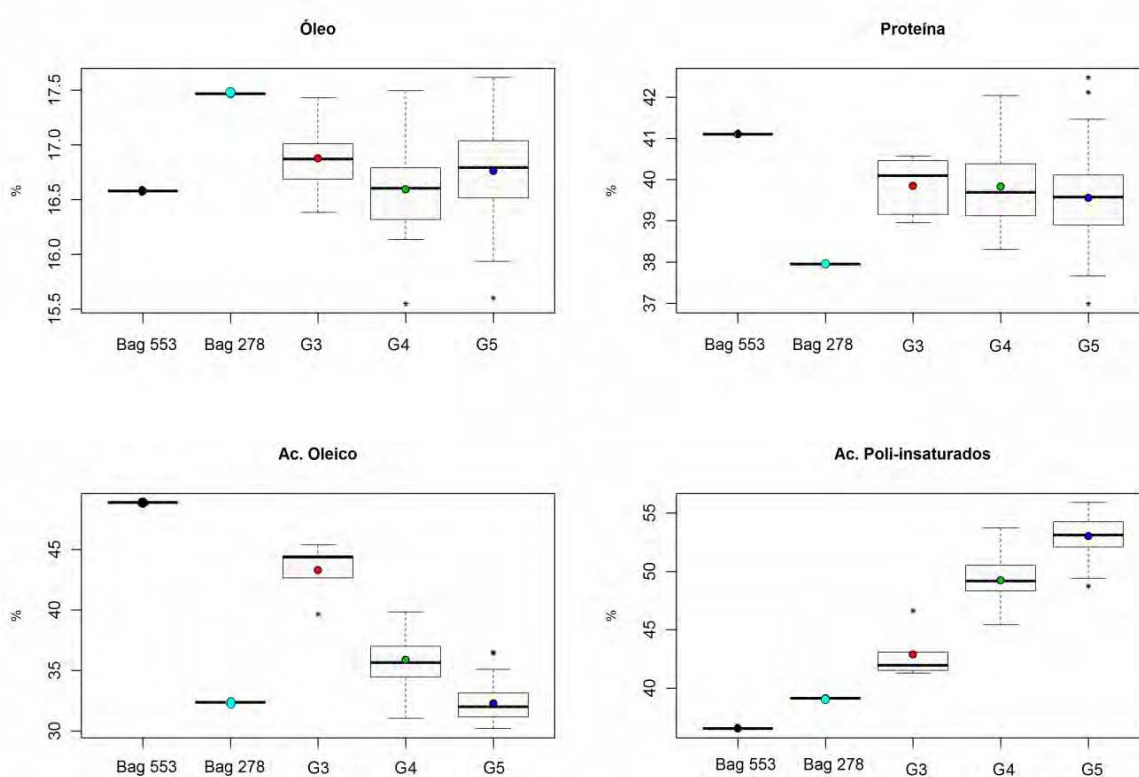 Óleo
%
17.5
17.0
16.5
16.0
15.5
Bag 553 Bag 278 G3 G4 G5
Proteína
%
42
41
40
39
38
37
Bag 553 Bag 278 G3 G4 G5
Ac. Oleico
%
45
40
35
30
Bag 553 Bag 278 G3 G4 G5
Ac. Poli-insaturados
%
55
50
45
40
Bag 553 Bag 278 G3 G4 G5